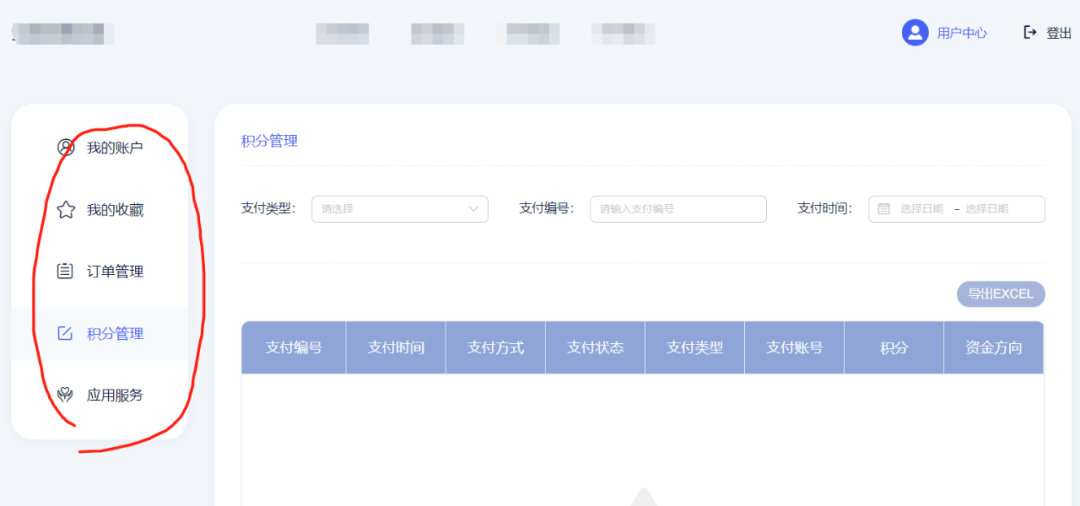 用户中心
登出
我的账户
我的收藏
订单管理
积分管理
应用服务
积分管理
支付类型： 请选择 支付编号： 请输入支付编号 支付时间： 选择日期 - 选择日期
导出EXCEL
支付编号 支付时间 支付方式 支付状态 支付类型 支付账号 积分 资金方向